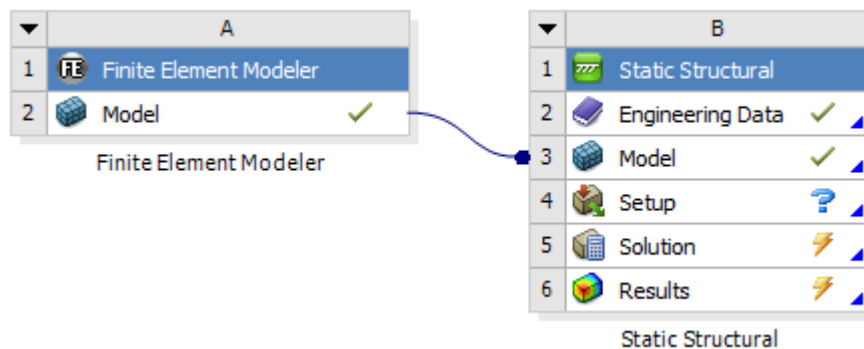 A
1 FE Finite Element Modeler
2 Model
Finite Element Modeler
B
1 Static Structural
2 Engineering Data
3 Model
4 Setup ?
5 Solution
6 Results
Static Structural